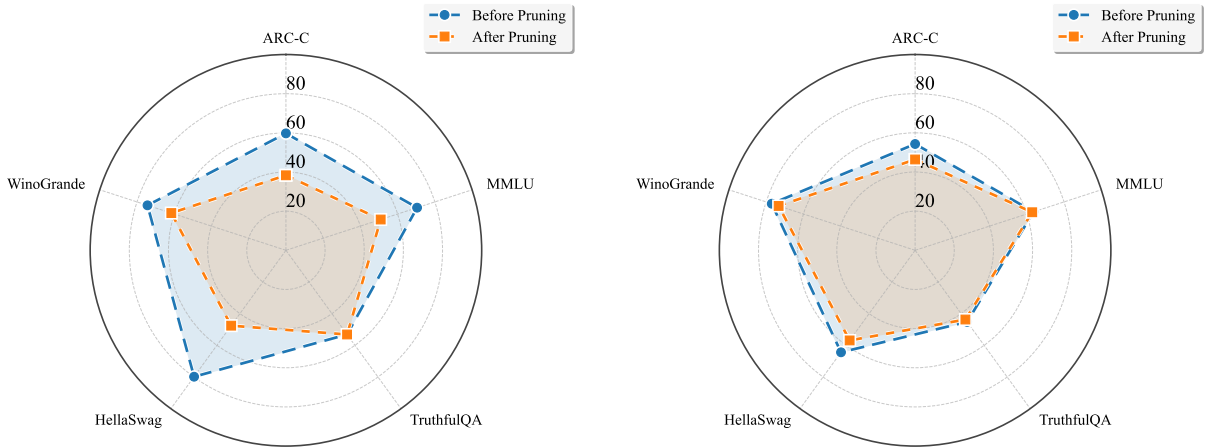 Before Pruning
After Pruning
ARC-C
80
60
40
20
WinoGrande
MMLU
HellaSwag
TruthfulQA
Before Pruning
After Pruning
ARC-C
80
60
40
20
WinoGrande
MMLU
HellaSwag
TruthfulQA